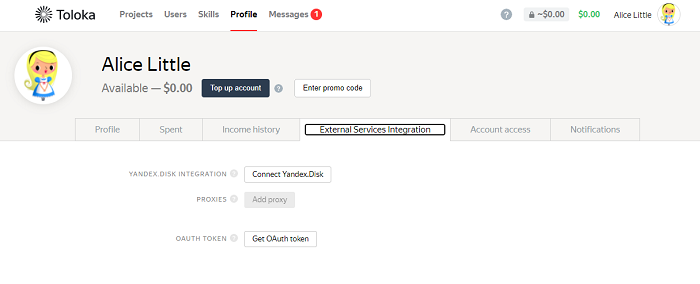 Toloka Projects Users Skills Profile Messages 1 ? ~$0.00 $0.00 Alice Little
Alice Little
Available — $0.00 Top up account ? Enter promo code
Profile Spent Income history External Services Integration Account access Notifications
YANDEX.DISK INTEGRATION ? Connect Yandex.Disk
PROXIES ? Add proxy
OAUTH TOKEN ? Get OAuth token